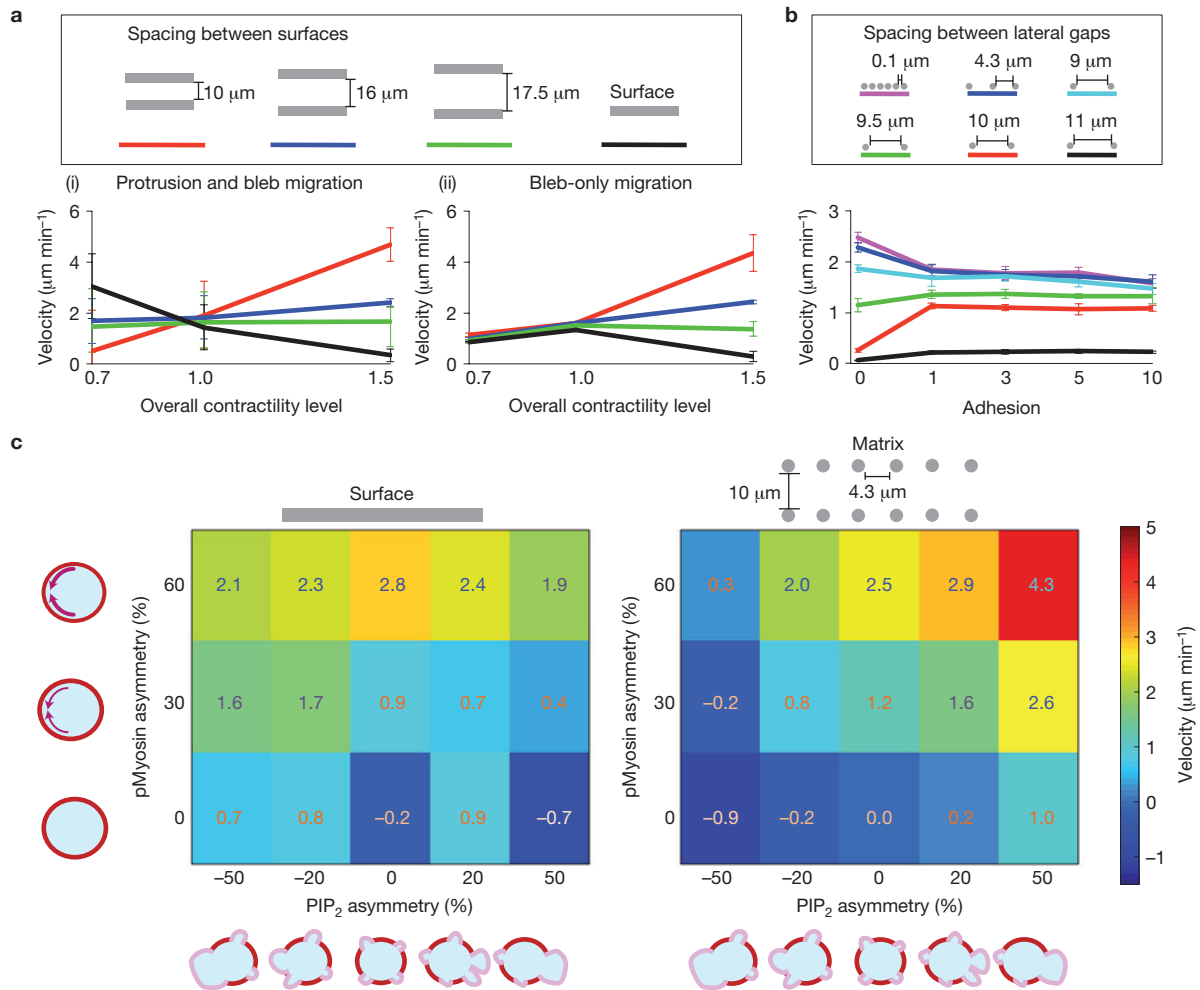 a
Spacing between surfaces
10 μm
16 μm
17.5 μm
Surface
(i) Protrusion and bleb migration
Velocity (μm min⁻¹)
6
4
2
0
0.7 1.0 1.5
Overall contractility level
(ii) Bleb-only migration
Velocity (μm min⁻¹)
6
4
2
0
0.7 1.0 1.5
Overall contractility level
b
Spacing between lateral gaps
0.1 μm 4.3 μm 9 μm
9.5 μm 10 μm 11 μm
Velocity (μm min⁻¹)
3
2
1
0
0 1 3 5 10
Adhesion
c
Surface
pMyosin asymmetry (%)
60 2.1 2.3 2.8 2.4 1.9
30 1.6 1.7 0.9 0.7 0.4
0 0.7 0.8 –0.2 0.9 –0.7
–50 –20 0 20 50
PIP₂ asymmetry (%)
Matrix
10 μm
4.3 μm
pMyosin asymmetry (%)
60 0.3 2.0 2.5 2.9 4.3
30 –0.2 0.8 1.2 1.6 2.6
0 –0.9 –0.2 0.0 0.2 1.0
–50 –20 0 20 50
PIP₂ asymmetry (%)
5
4
3
2
1
0
–1
Velocity (μm min⁻¹)